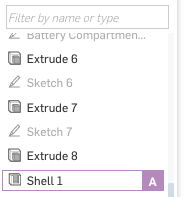 Filter by name or type
Battery Compartmen...
Extrude 6
Sketch 6
Extrude 7
Sketch 7
Extrude 8
Shell 1 A